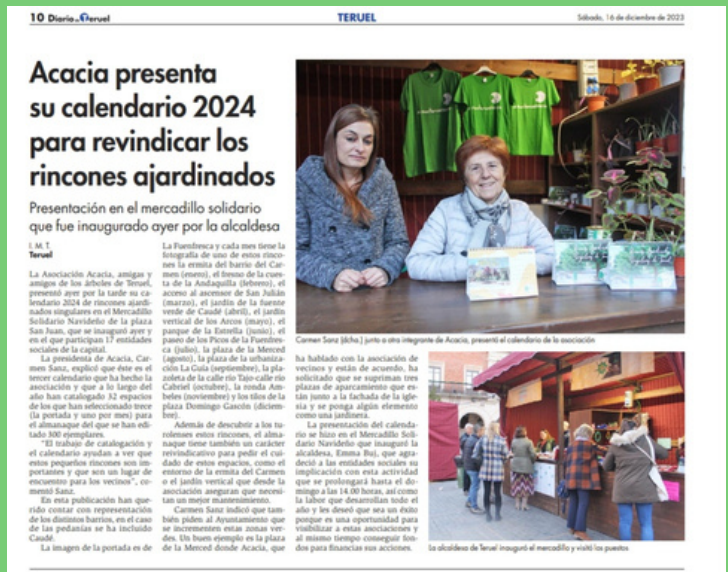 10 Diario de Teruel
TERUEL
Sábado, 16 de diciembre de 2023
Acacia presenta
su calendario 2024
para revindicar los
rincones ajardinados
Presentación en el mercadillo solidario
que fue inaugurado ayer por la alcaldesa
I. M. T.
Teruel
La Asociación Acacia, amigas y
amigos de los árboles de Teruel,
presentó ayer por la tarde su ca-
lendario 2024 de rincones ajardi-
nados singulares en el Mercadillo
Solidario Navideño de la plaza
San Juan, que se inauguró ayer y
en el que participan 17 entidades
sociales de la capital.
La presidenta de Acacia, Car-
men Sanz, explicó que éste es el
tercer calendario que ha hecho la
asociación y que a lo largo del
año han catalogado 32 espacios
de los que han seleccionado trece
(la portada y uno por mes) para
el almanaque del que se han edi-
tado 300 ejemplares.
"El trabajo de catalogación y
el calendario ayudan a ver que
estos pequeños rincones son im-
portantes y que son un lugar de
encuentro para los vecinos", co-
mentó Sanz.
En esta publicación han que-
rido contar con representación
de los distintos barrios, en el caso
de las pedanías se ha incluido
Caudé.
La imagen de la portada es de
La Fuenfresca y cada mes tiene la
fotografía de uno de estos rinco-
nes la ermita del barrio del Car-
men (enero), el fresno de la cues-
ta de la Andaquilla (febrero), el
acceso al ascensor de San Julián
(marzo), el jardín de la fuente
verde de Caudé (abril), el jardín
vertical de los Arcos (mayo), el
parque de la Estrella (junio), el
paseo de los Picos de la Fuenfres-
ca (julio), la plaza de la Merced
(agosto), la plaza de la urbaniza-
ción La Guía (septiembre), la pla-
zoleta de la calle río Tajo-calle río
Cabriel (octubre), la ronda Am-
beles (noviembre) y los tilos de la
plaza Domingo Gascón (diciem-
bre).
Además de descubrir a los tu-
rolenses estos rincones, el alma-
naque tiene también un carácter
reivindicativo para pedir el cui-
dado de estos espacios, como el
entorno de la ermita del Carmen
o el jardín vertical que desde la
asociación aseguran que necesi-
tan un mejor mantenimiento.
Carmen Sanz indicó que tam-
bién piden al Ayuntamiento que
se incrementen estas zonas ver-
des. Un buen ejemplo es la plaza
de la Merced donde Acacia, que
Carmen Sanz (dcha.) junto a otra integrante de Acacia, presentó el calendario de la asociación
ha hablado con la asociación de
vecinos y están de acuerdo, ha
solicitado que se supriman tres
plazas de aparcamiento que es-
tán junto a la fachada de la igle-
sia y se ponga algún elemento
como una jardinera.
La presentación del calenda-
rio se hizo en el Mercadillo Soli-
dario Navideño que inauguró la
alcaldesa, Emma Buj, que agra-
deció a las entidades sociales su
implicación con esta actividad
que se prolongará hasta el do-
mingo a las 14.00 horas, así como
la labor que desarrollan todo el
año y les deseó que sea un éxito
porque es una oportunidad para
visibilizar a estas asociaciones y
al mismo tiempo conseguir fon-
dos para financias sus acciones.
La alcaldesa de Teruel inauguró el mercadillo y visitó los puestos